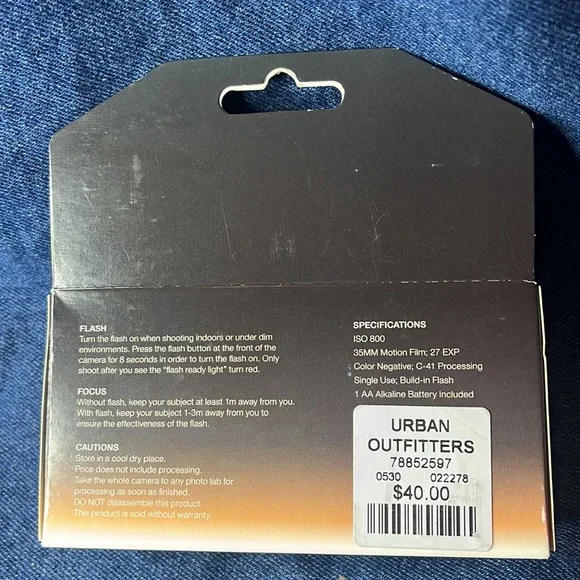 FLASH
Turn the flash on when shooting indoors or under dim
environments. Press the flash button at the front of the
camera for 8 seconds in order to turn the flash on. Only
shoot after you see the “flash ready light” turn red.
FOCUS
Without flash, keep your subject at least 1m away from you.
With flash, keep your subject 1-3m away from you to
ensure the effectiveness of the flash.
CAUTIONS
Store in a cool dry place.
Price does not include processing.
Take the whole camera to any photo lab for
processing as soon as finished.
DO NOT disassemble this product.
This product is sold without warranty.
SPECIFICATIONS
ISO 800
35MM Motion Film; 27 EXP
Color Negative; C-41 Processing
Single Use; Build-in Flash
1 AA Alkaline Battery Included
URBAN
OUTFITTERS
78852597
0530 022278
$40.00